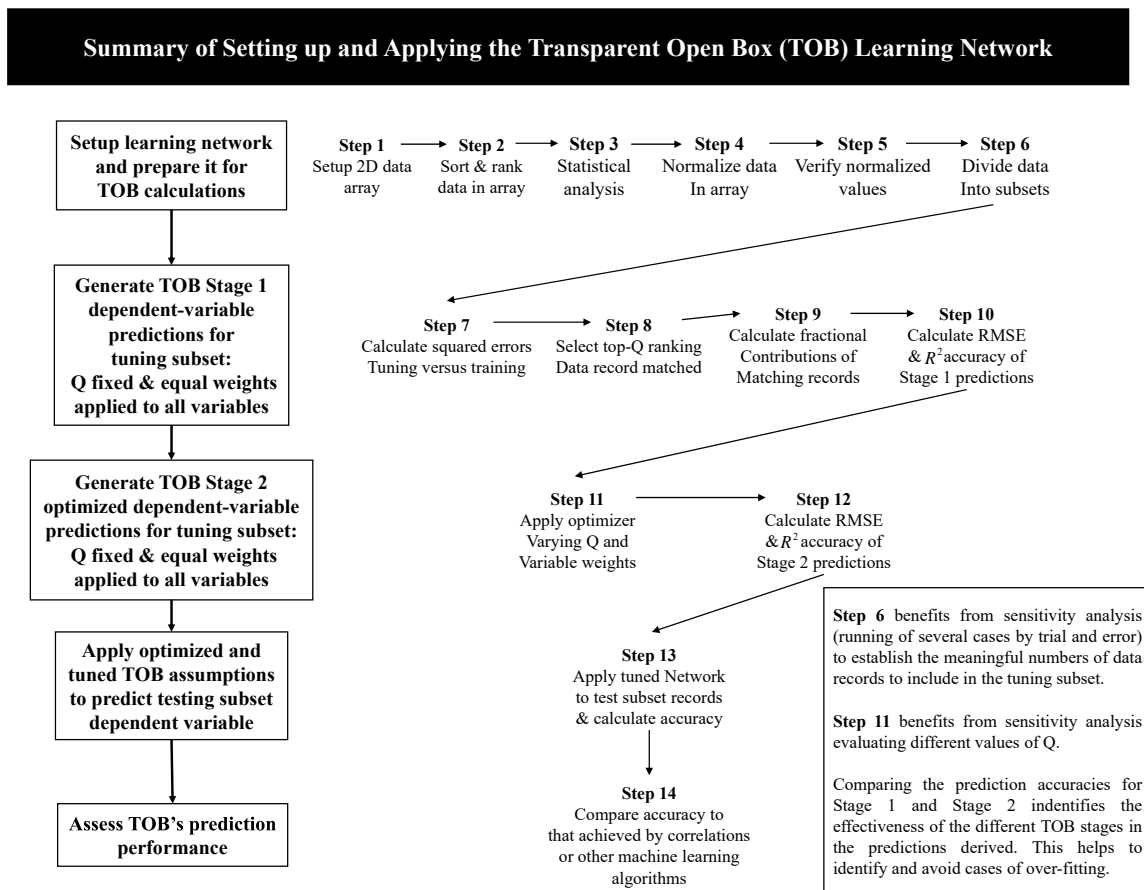 Summary of Setting up and Applying the Transparent Open Box (TOB) Learning Network
Setup learning network
and prepare it for
TOB calculations
Step 1
Setup 2D data
array
Step 2
Sort & rank
data in array
Step 3
Statistical
analysis
Step 4
Normalize data
In array
Step 5
Verify normalized
values
Step 6
Divide data
Into subsets
Generate TOB Stage 1
dependent-variable
predictions for
tuning subset:
Q fixed & equal weights
applied to all variables
Step 7
Calculate squared errors
Tuning versus training
Step 8
Select top-Q ranking
Data record matched
Step 9
Calculate fractional
Contributions of
Matching records
Step 10
Calculate RMSE
& R² accuracy of
Stage 1 predictions
Generate TOB Stage 2
optimized dependent-variable
predictions for tuning subset:
Q fixed & equal weights
applied to all variables
Step 11
Apply optimizer
Varying Q and
Variable weights
Step 12
Calculate RMSE
& R² accuracy of
Stage 2 predictions
Apply optimized and
tuned TOB assumptions
to predict testing subset
dependent variable
Step 13
Apply tuned Network
to test subset records
& calculate accuracy
Assess TOB's prediction
performance
Step 14
Compare accuracy to
that achieved by correlations
or other machine learning
algorithms
Step 6 benefits from sensitivity analysis
(running of several cases by trial and error)
to establish the meaningful numbers of data
records to include in the tuning subset.
Step 11 benefits from sensitivity analysis
evaluating different values of Q.
Comparing the prediction accuracies for
Stage 1 and Stage 2 indentifies the
effectiveness of the different TOB stages in
the predictions derived. This helps to
identify and avoid cases of over-fitting.